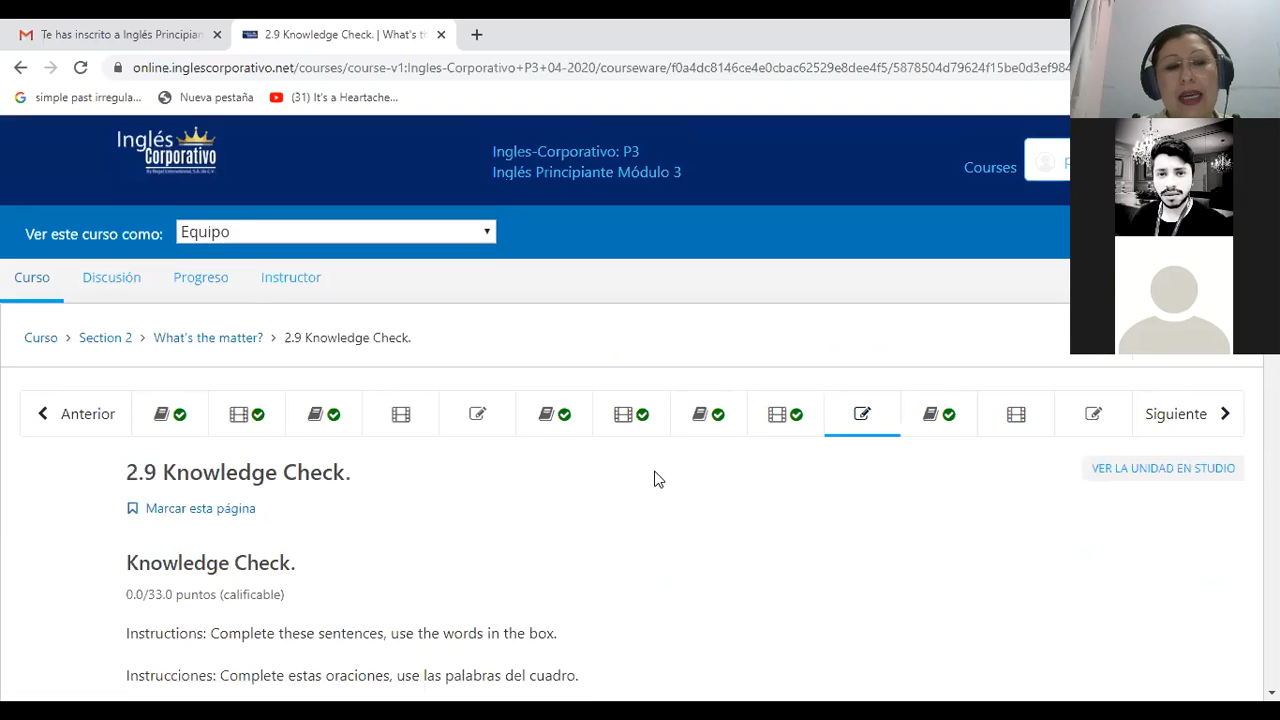 Te has inscrito a Inglés Principian
2.9 Knowledge Check. | What's th
online.inglescorporativo.net/courses/course-v1:Ingles-Corporativo+P3+04-2020/courseware/f0a4dc8146ce4e0cbac62529e8dee4f5/5878504d79624f15be0d3ef984
simple past irregula...
Nueva pestaña
(31) It's a Heartache...
Inglés
Corporativo
Ingles-Corporativo: P3
Inglés Principiante Módulo 3
Courses
Ver este curso como:
Equipo
Curso
Discusión
Progreso
Instructor
Curso > Section 2 > What's the matter? > 2.9 Knowledge Check.
Anterior
Siguiente
2.9 Knowledge Check.
VER LA UNIDAD EN STUDIO
Marcar esta página
Knowledge Check.
0.0/33.0 puntos (calificable)
Instructions: Complete these sentences, use the words in the box.
Instrucciones: Complete estas oraciones, use las palabras del cuadro.